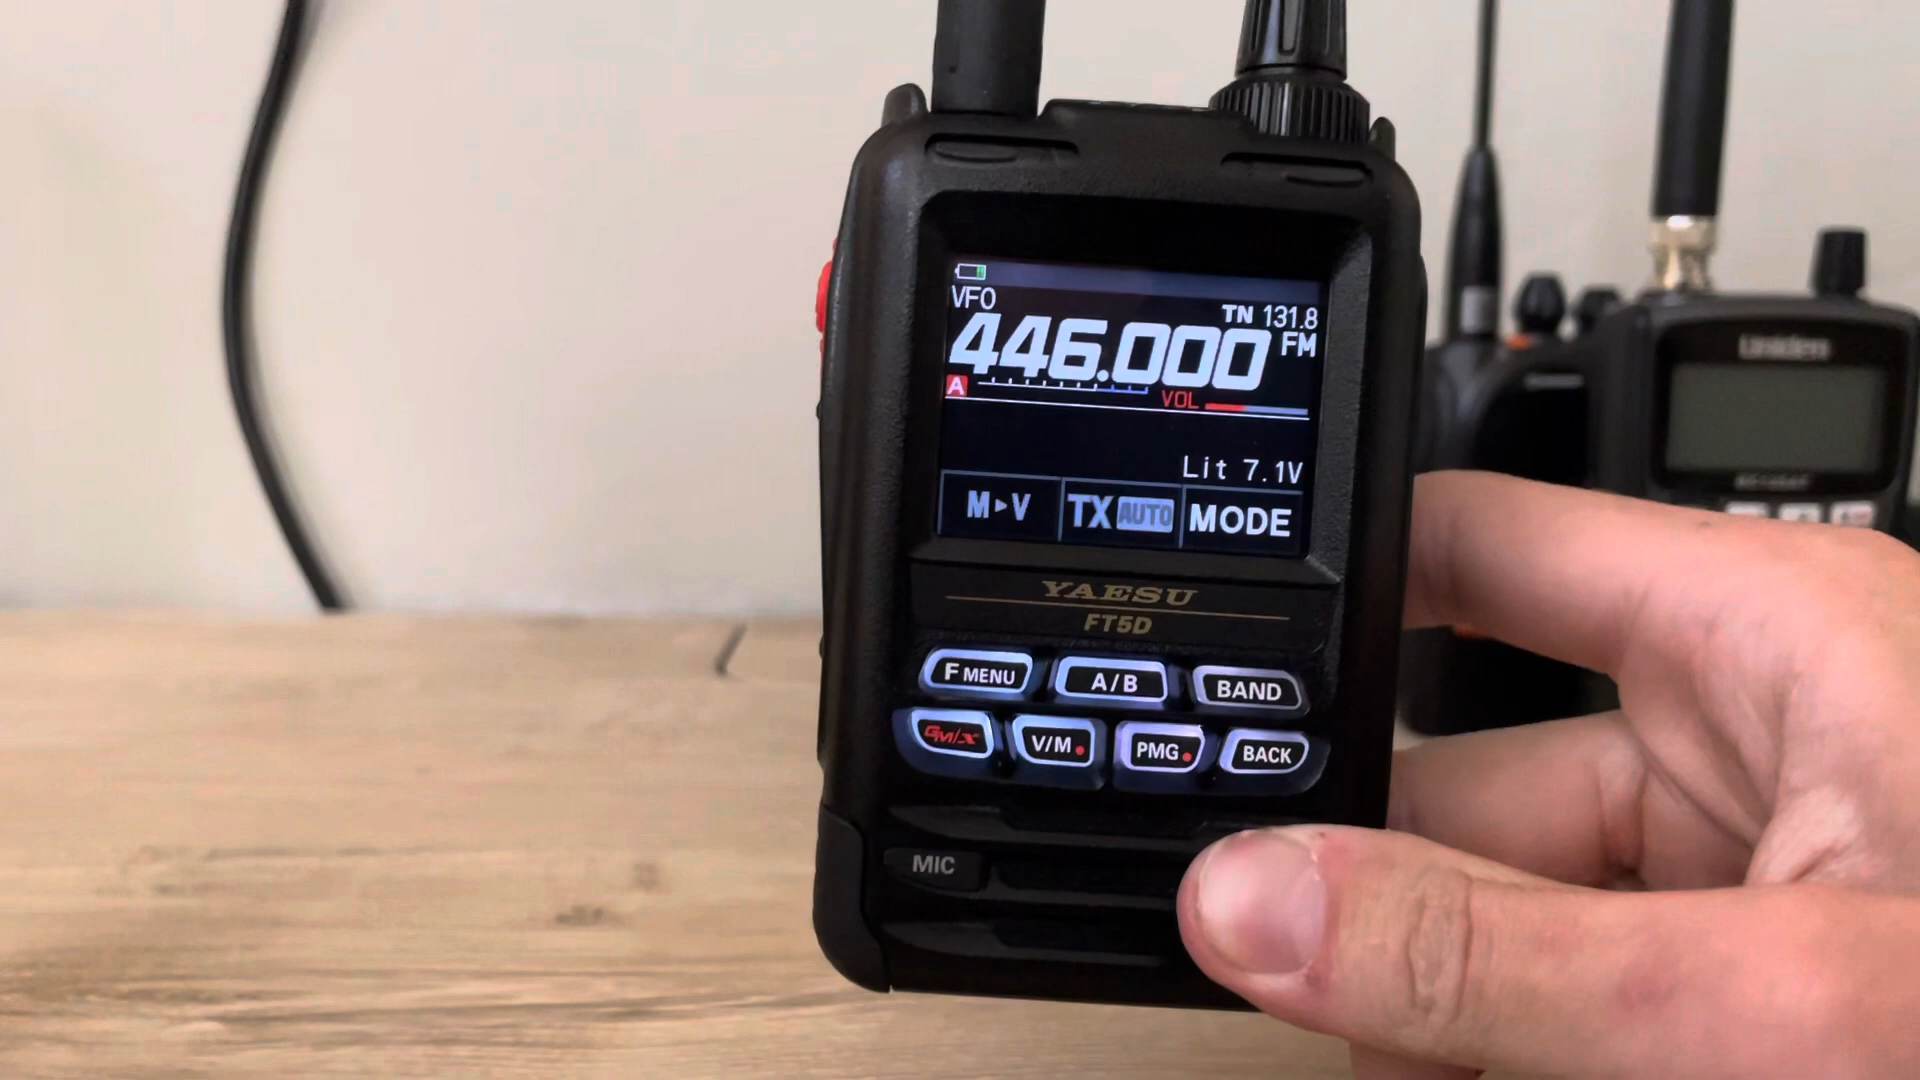 VFO
TN 131.8
446.000 FM
A
VOL
Lit 7.1V
M▸V TX AUTO MODE
YAESU
FT5D
F MENU A/B BAND
GM/X V/M PMG BACK
MIC
Uniden